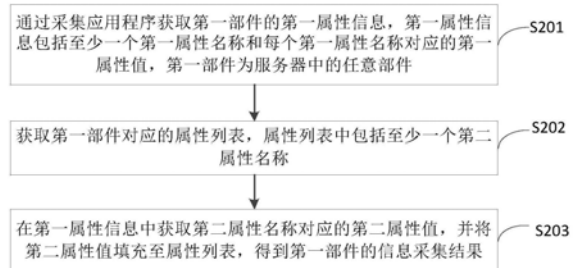 通过采集应用程序获取第一部件的第一属性信息，第一属性信
息包括至少一个第一属性名称和每个第一属性名称对应的第一
属性值，第一部件为服务器中的任意部件
S201
获取第一部件对应的属性列表，属性列表中包括至少一个第二
属性名称
S202
在第一属性信息中获取第二属性名称对应的第二属性值，并将
第二属性值填充至属性列表，得到第一部件的信息采集结果
S203